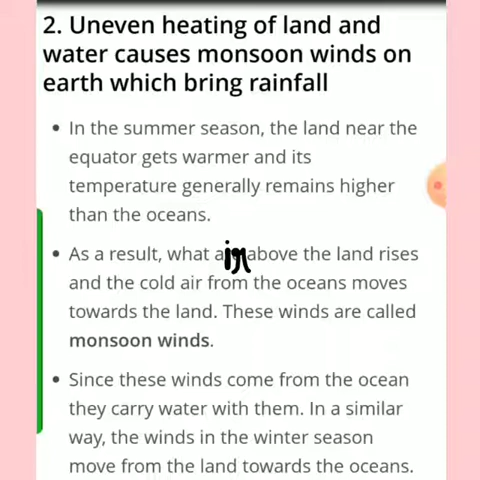 2. Uneven heating of land and
water causes monsoon winds on
earth which bring rainfall
• In the summer season, the land near the
equator gets warmer and its
temperature generally remains higher
than the oceans.
• As a result, what above the land rises
and the cold air from the oceans moves
towards the land. These winds are called
monsoon winds.
• Since these winds come from the ocean
they carry water with them. In a similar
way, the winds in the winter season
move from the land towards the oceans.